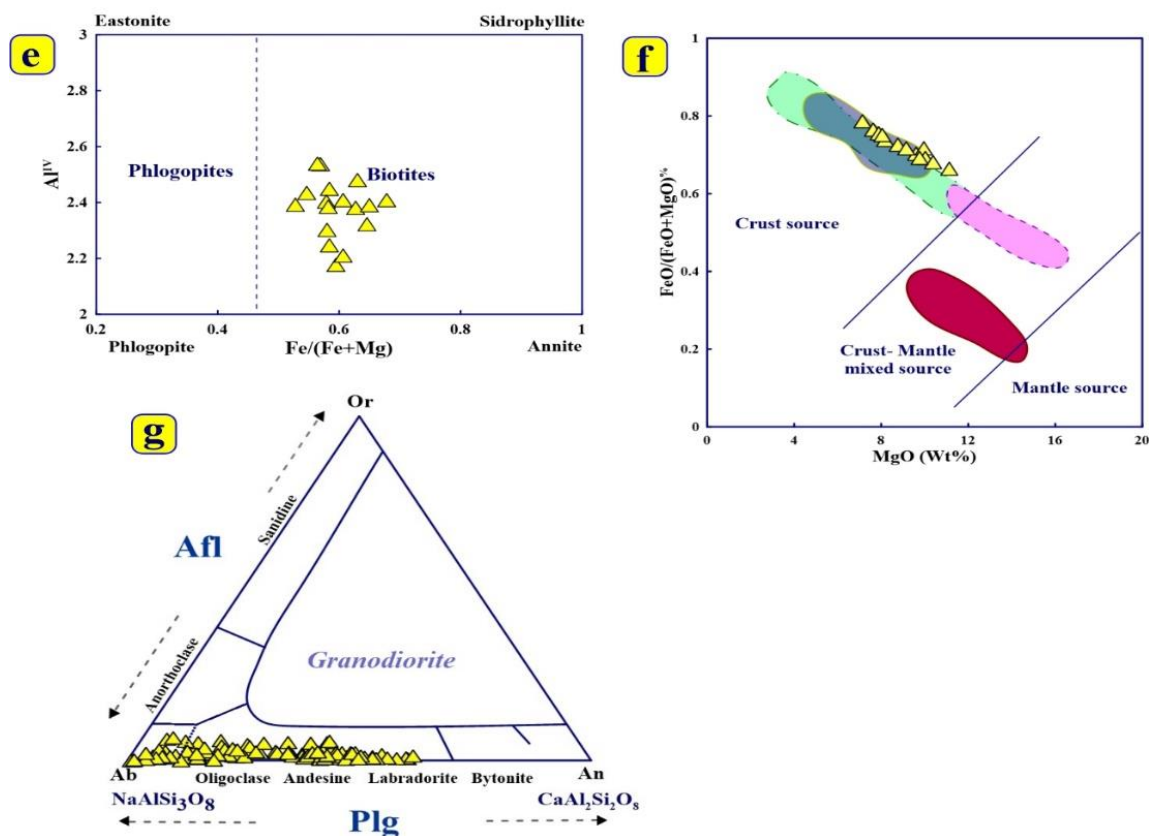 e
Eastonite
Sidrophyllite
3
2.8
2.6
2.4
2.2
2
Al^IV
Phlogopites
Biotites
0.2
0.4
0.6
0.8
1
Phlogopite
Fe/(Fe+Mg)
Annite
f
1
0.8
0.6
0.4
0.2
0
FeO/(FeO+MgO)%
Crust source
Crust- Mantle
mixed source
Mantle source
0
4
8
12
16
20
MgO (Wt%)
g
Or
Sanidine
Afl
Anorthoclase
Granodiorite
Ab
Oligoclase
Andesine
Labradorite
Bytonite
An
NaAlSi₃O₈
CaAl₂Si₂O₈
Plg